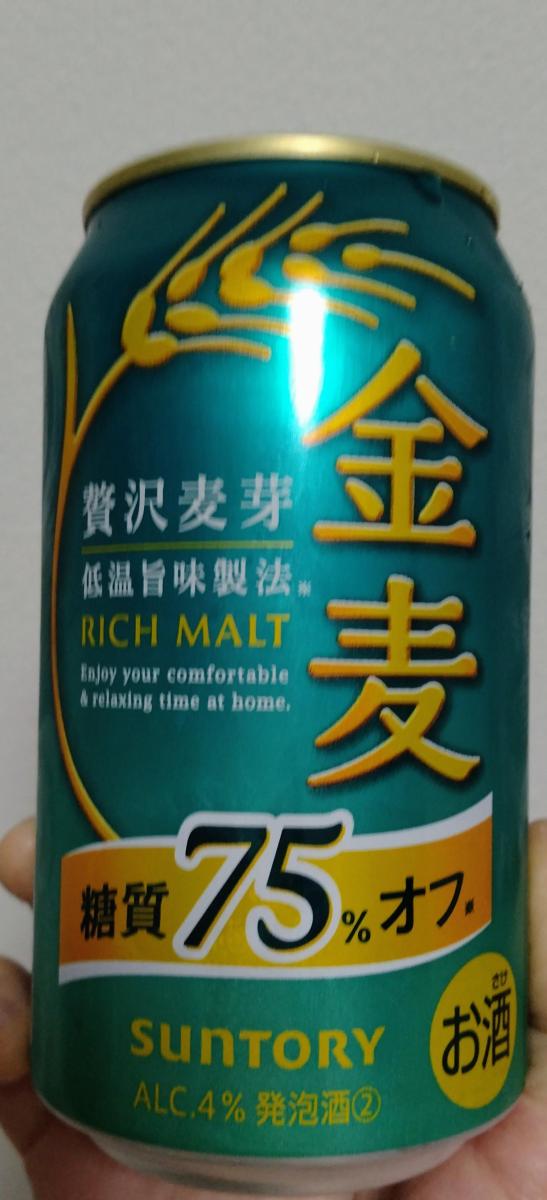 金麦
贅沢麦芽
低温旨味製法※
RICH MALT
Enjoy your comfortable
& relaxing time at home.
糖質75%オフ※
さけ
お酒
SUNTORY
ALC.4% 発泡酒②